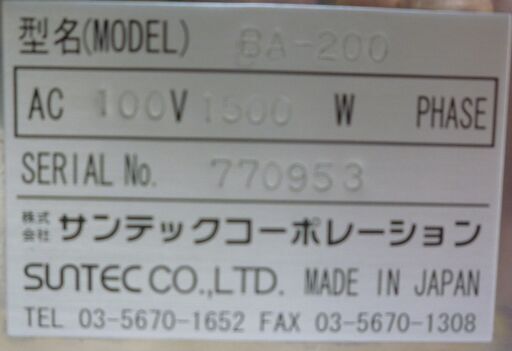 型名(MODEL) BA-200
AC 100V 1500 W PHASE
SERIAL No. 770953
株式会社 サンテックコーポレーション
SUNTEC CO.,LTD. MADE IN JAPAN
TEL 03-5670-1652 FAX 03-5670-1308